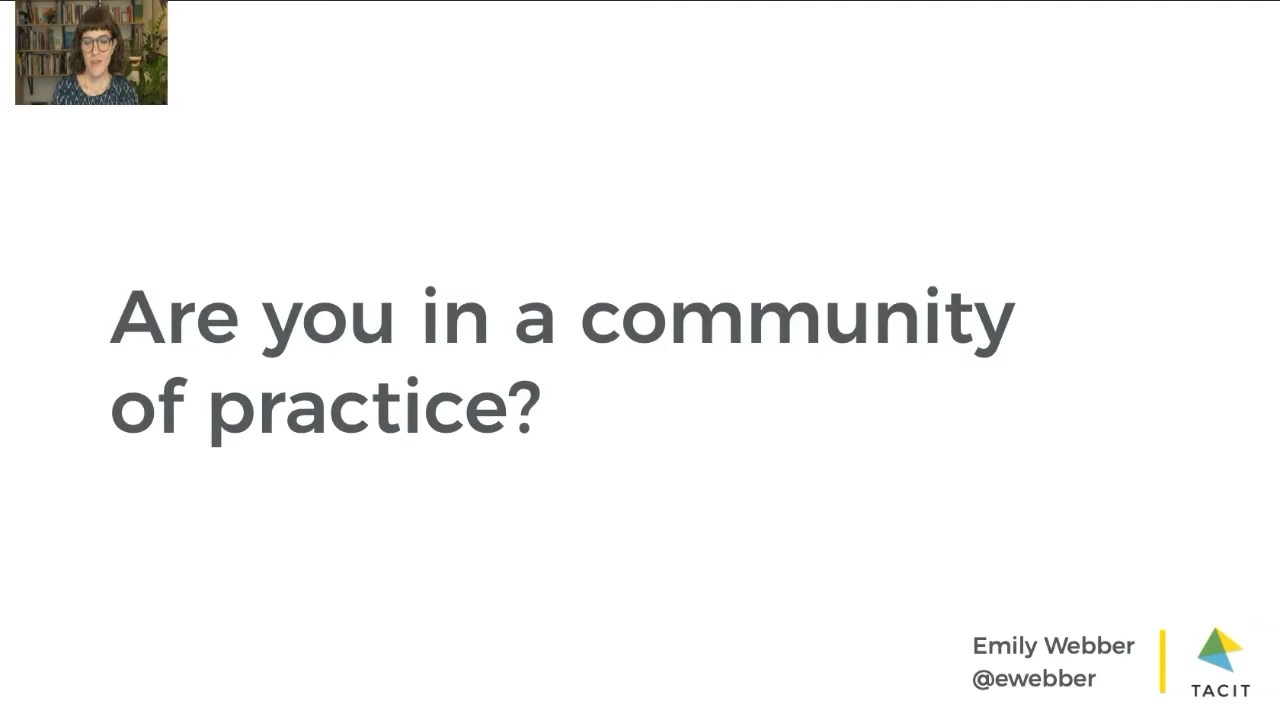 Are you in a community
of practice?
Emily Webber
@ewebber
TACIT